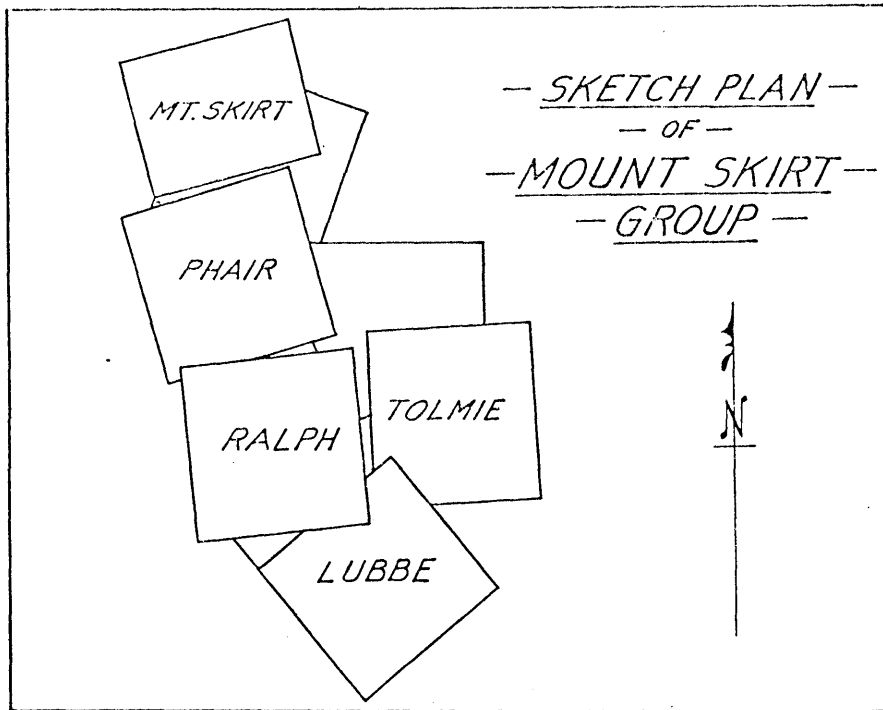 — SKETCH PLAN —
— OF —
— MOUNT SKIRT —
— GROUP —
MT. SKIRT
PHAIR
TOLMIE
RALPH
LUBBE
N